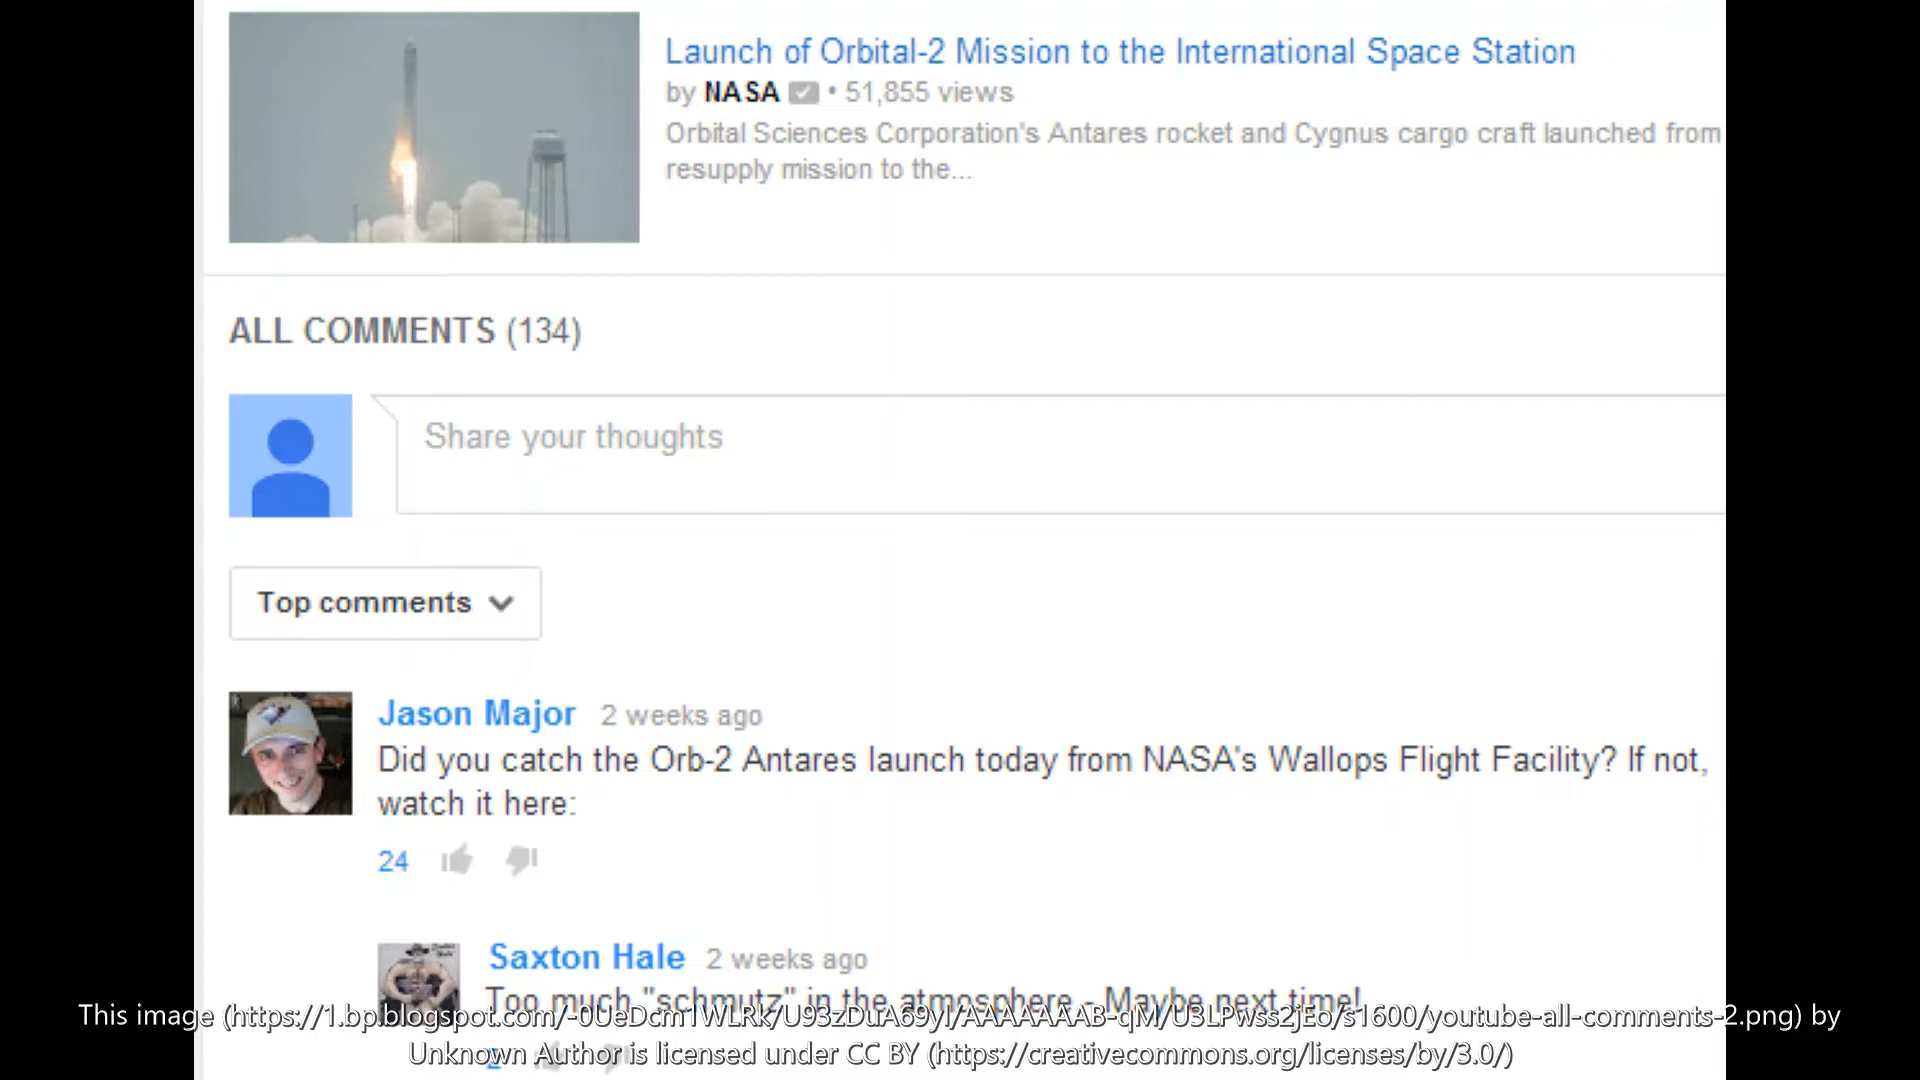 Launch of Orbital-2 Mission to the International Space Station
by NASA • 51,855 views
Orbital Sciences Corporation's Antares rocket and Cygnus cargo craft launched from
resupply mission to the...
ALL COMMENTS (134)
Share your thoughts
Top comments
Jason Major 2 weeks ago
Did you catch the Orb-2 Antares launch today from NASA's Wallops Flight Facility? If not,
watch it here:
24
Saxton Hale 2 weeks ago
Too much "schmutz" in the atmosphere - Maybe next time!
This image (https://1.bp.blogspot.com/-0UeDcm1WLRk/U93zDuA69yI/AAAAAAAB-qM/U3LPwss2jEo/s1600/youtube-all-comments-2.png) by
Unknown Author is licensed under CC BY (https://creativecommons.org/licenses/by/3.0/)